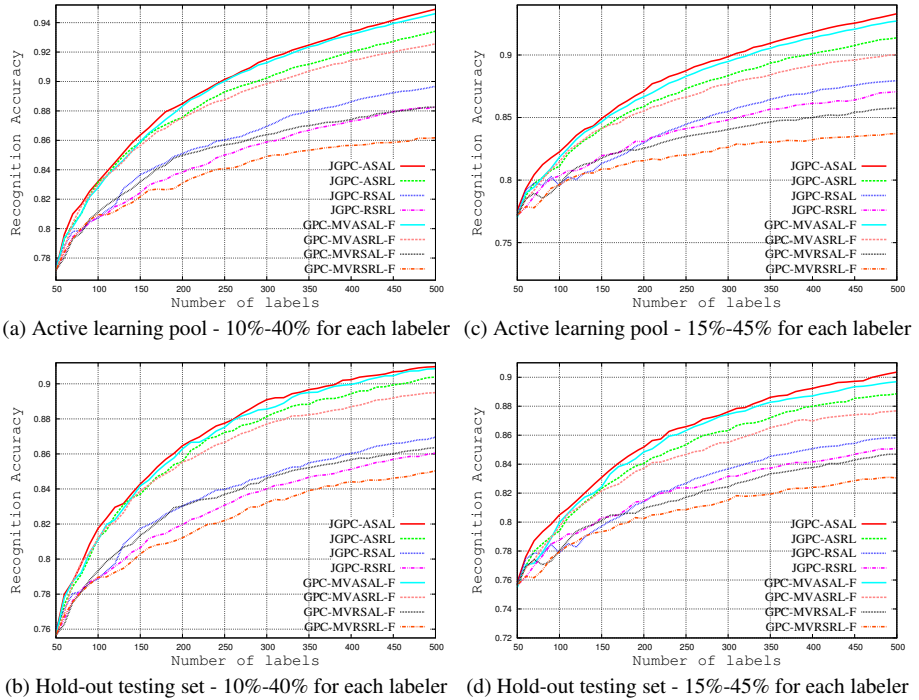 0.94
0.92
0.9
0.88
0.86
0.84
0.82
0.8
0.78
Recognition Accuracy
JGPC-ASAL
JGPC-ASRL
JGPC-RSAL
JGPC-RSRL
GPC-MVASAL-F
GPC-MVASRL-F
GPC-MVRSAL-F
GPC-MVRSRL-F
50 100 150 200 250 300 350 400 450 500
Number of labels
(a) Active learning pool - 10%-40% for each labeler
0.9
0.85
0.8
0.75
Recognition Accuracy
JGPC-ASAL
JGPC-ASRL
JGPC-RSAL
JGPC-RSRL
GPC-MVASAL-F
GPC-MVASRL-F
GPC-MVRSAL-F
GPC-MVRSRL-F
50 100 150 200 250 300 350 400 450 500
Number of labels
(c) Active learning pool - 15%-45% for each labeler
0.9
0.88
0.86
0.84
0.82
0.8
0.78
0.76
Recognition Accuracy
JGPC-ASAL
JGPC-ASRL
JGPC-RSAL
JGPC-RSRL
GPC-MVASAL-F
GPC-MVASRL-F
GPC-MVRSAL-F
GPC-MVRSRL-F
50 100 150 200 250 300 350 400 450 500
Number of labels
(b) Hold-out testing set - 10%-40% for each labeler
0.9
0.88
0.86
0.84
0.82
0.8
0.78
0.76
0.74
0.72
Recognition Accuracy
JGPC-ASAL
JGPC-ASRL
JGPC-RSAL
JGPC-RSRL
GPC-MVASAL-F
GPC-MVASRL-F
GPC-MVRSAL-F
GPC-MVRSRL-F
50 100 150 200 250 300 350 400 450 500
Number of labels
(d) Hold-out testing set - 15%-45% for each labeler